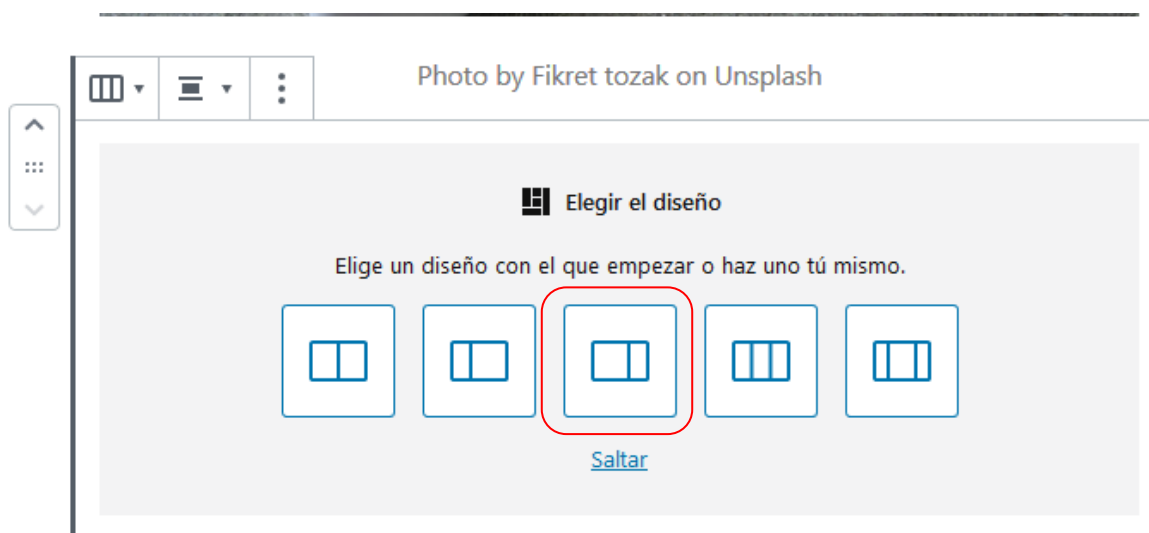 Photo by Fikret tozak on Unsplash
Elegir el diseño
Elige un diseño con el que empezar o haz uno tú mismo.
Saltar